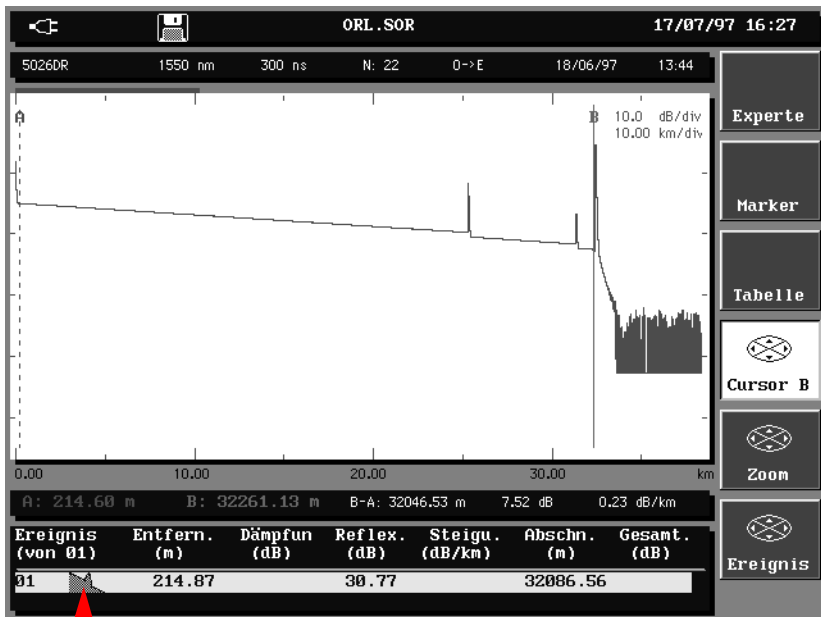 ORL.SOR 17/07/97 16:27
5026DR 1550 nm 300 ns N: 22 O->E 18/06/97 13:44
A B 10.0 dB/div
10.00 km/div
0.00 10.00 20.00 30.00 km
A: 214.60 m B: 32261.13 m B-A: 32046.53 m 7.52 dB 0.23 dB/km
Ereignis Entfern. Dämpfun Reflex. Steigu. Abschn. Gesamt.
(von 01) (m) (dB) (dB) (dB/km) (m) (dB)
01 214.87 30.77 32086.56
Experte
Marker
Tabelle
Cursor B
Zoom
Ereignis